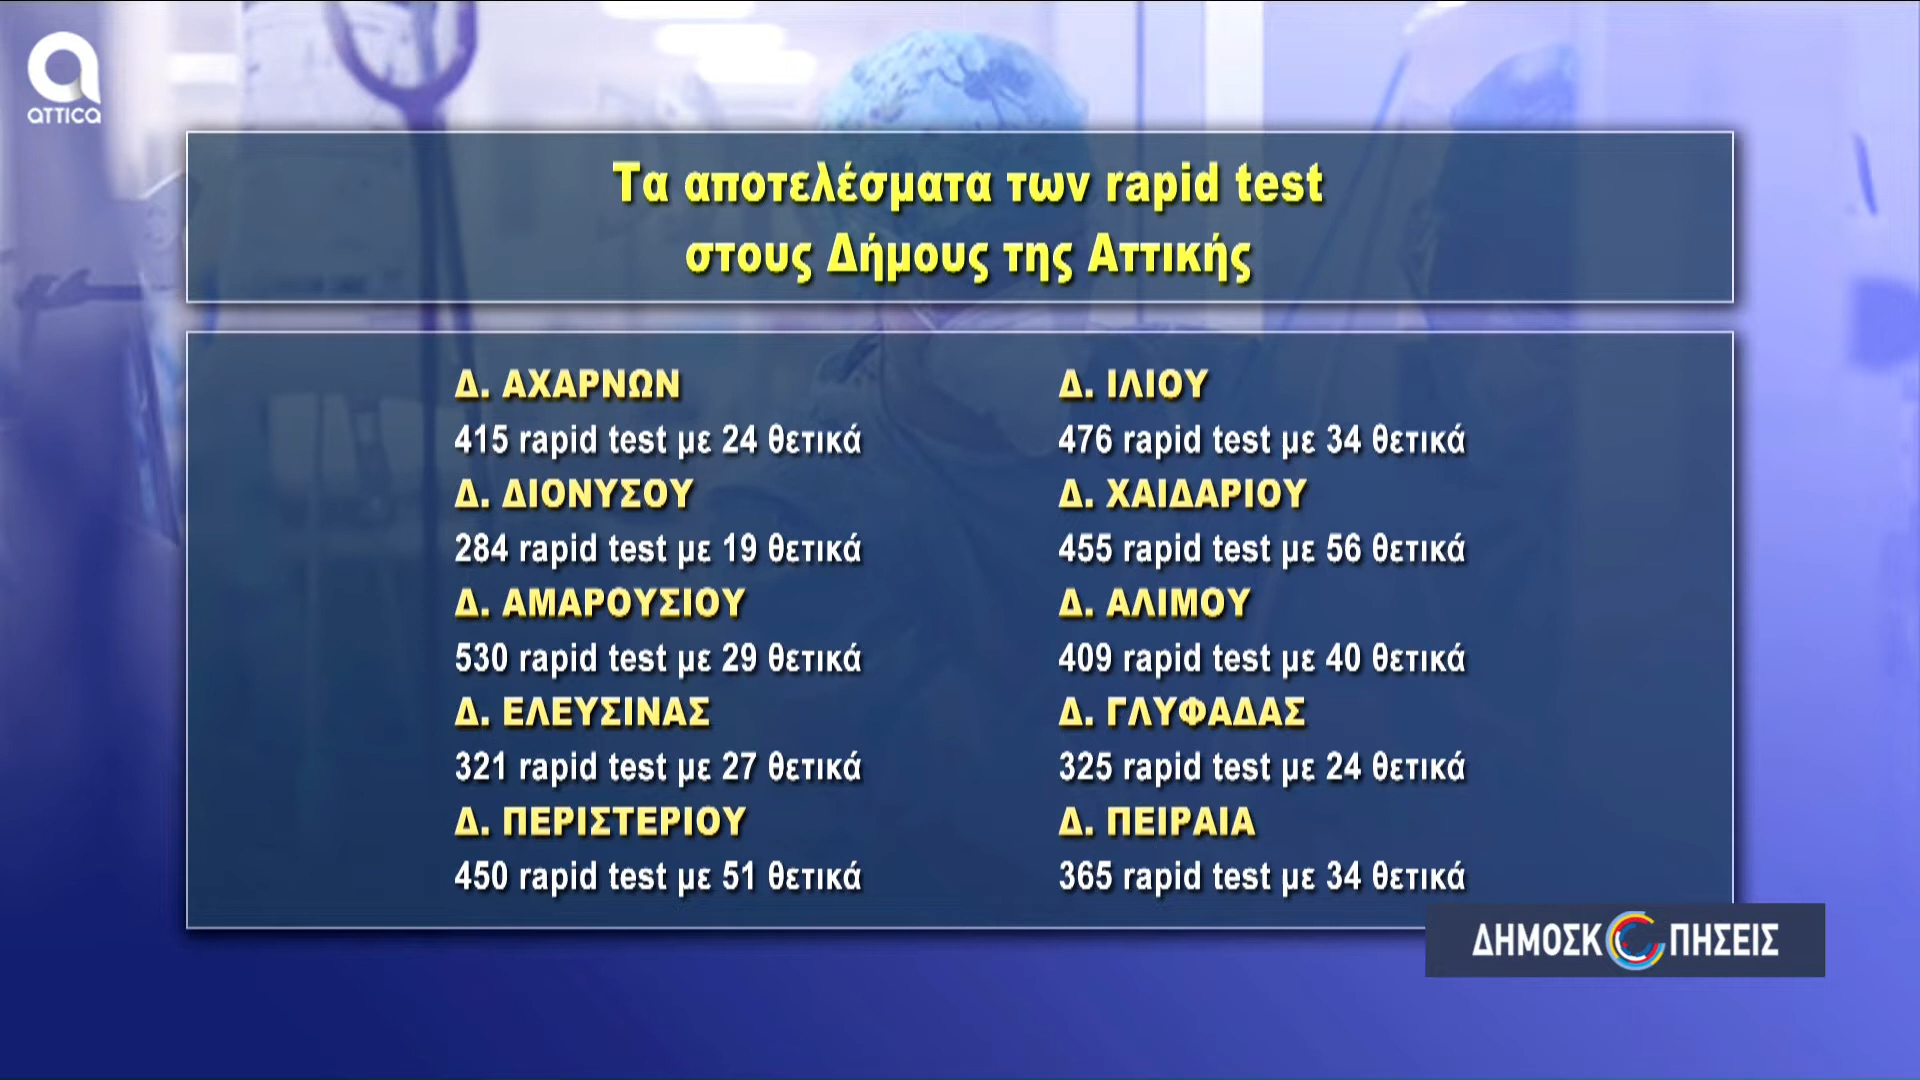 αττica
Τα αποτελέσματα των rapid test
στους Δήμους της Αττικής
Δ. ΑΧΑΡΝΩΝ
415 rapid test με 24 θετικά
Δ. ΔΙΟΝΥΣΟΥ
284 rapid test με 19 θετικά
Δ. ΑΜΑΡΟΥΣΙΟΥ
530 rapid test με 29 θετικά
Δ. ΕΛΕΥΣΙΝΑΣ
321 rapid test με 27 θετικά
Δ. ΠΕΡΙΣΤΕΡΙΟΥ
450 rapid test με 51 θετικά
Δ. ΙΛΙΟΥ
476 rapid test με 34 θετικά
Δ. ΧΑΙΔΑΡΙΟΥ
455 rapid test με 56 θετικά
Δ. ΑΛΙΜΟΥ
409 rapid test με 40 θετικά
Δ. ΓΛΥΦΑΔΑΣ
325 rapid test με 24 θετικά
Δ. ΠΕΙΡΑΙΑ
365 rapid test με 34 θετικά
ΔΗΜΟΣΚΟΠΗΣΕΙΣ